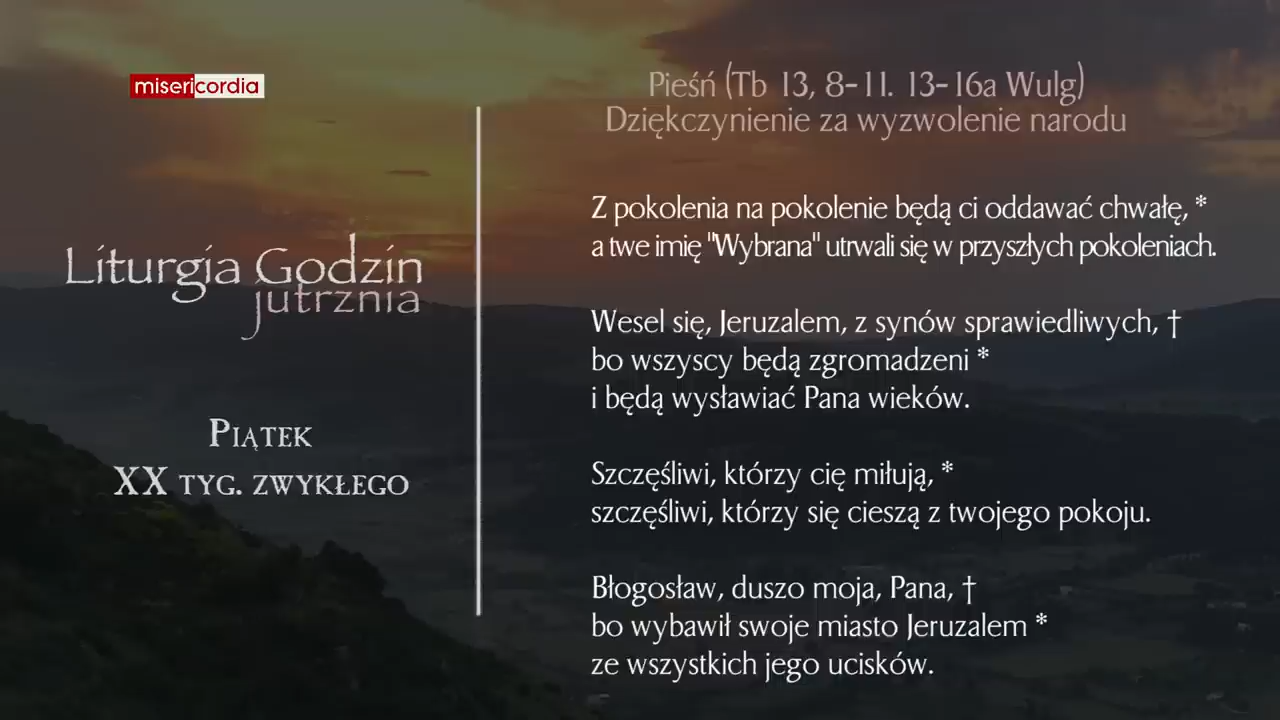 misericordia
Liturgia Godzin
jutrznia
Piątek
XX tyg. zwykłego
Pieśń (Tb 13, 8-11. 13-16a Wulg)
Dziękczynienie za wyzwolenie narodu
Z pokolenia na pokolenie będą ci oddawać chwałę, *
a twe imię "Wybrana" utrwali się w przyszłych pokoleniach.
Wesel się, Jeruzalem, z synów sprawiedliwych, †
bo wszyscy będą zgromadzeni *
i będą wysławiać Pana wieków.
Szczęśliwi, którzy cię miłują, *
szczęśliwi, którzy się cieszą z twojego pokoju.
Błogosław, duszo moja, Pana, †
bo wybawił swoje miasto Jeruzalem *
ze wszystkich jego ucisków.